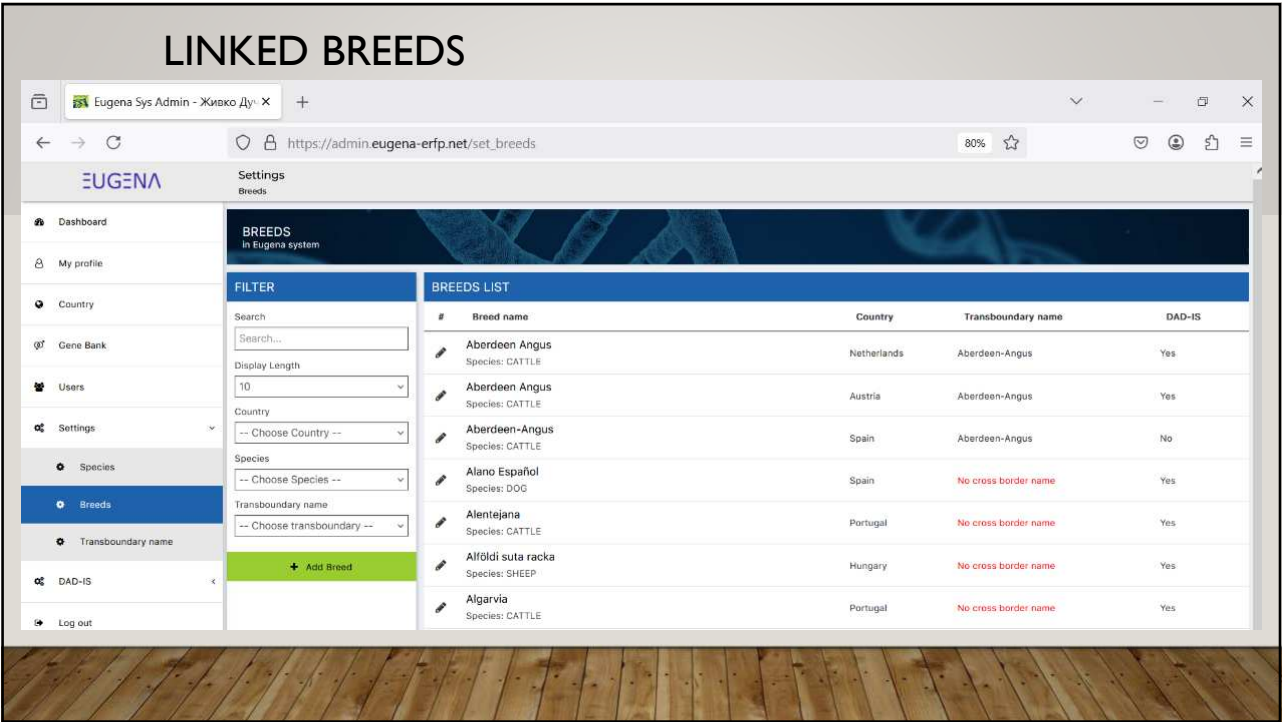 LINKED BREEDS
Eugena Sys Admin - Живко Ду
https://admin.eugena-erfp.net/set_breeds
80%
EUGENA
Settings
Breeds
Dashboard
My profile
Country
Gene Bank
Users
Settings
Species
Breeds
Transboundary name
DAD-IS
Log out
BREEDS
in Eugena system
FILTER
Search
Search...
Display Length
10
Country
-- Choose Country --
Species
-- Choose Species --
Transboundary name
-- Choose transboundary --
+ Add Breed
BREEDS LIST
# Breed name Country Transboundary name DAD-IS
Aberdeen Angus
Species: CATTLE
Netherlands Aberdeen-Angus Yes
Aberdeen Angus
Species: CATTLE
Austria Aberdeen-Angus Yes
Aberdeen-Angus
Species: CATTLE
Spain Aberdeen-Angus No
Alano Español
Species: DOG
Spain No cross border name Yes
Alentejana
Species: CATTLE
Portugal No cross border name Yes
Alföldi suta racka
Species: SHEEP
Hungary No cross border name Yes
Algarvia
Species: CATTLE
Portugal No cross border name Yes